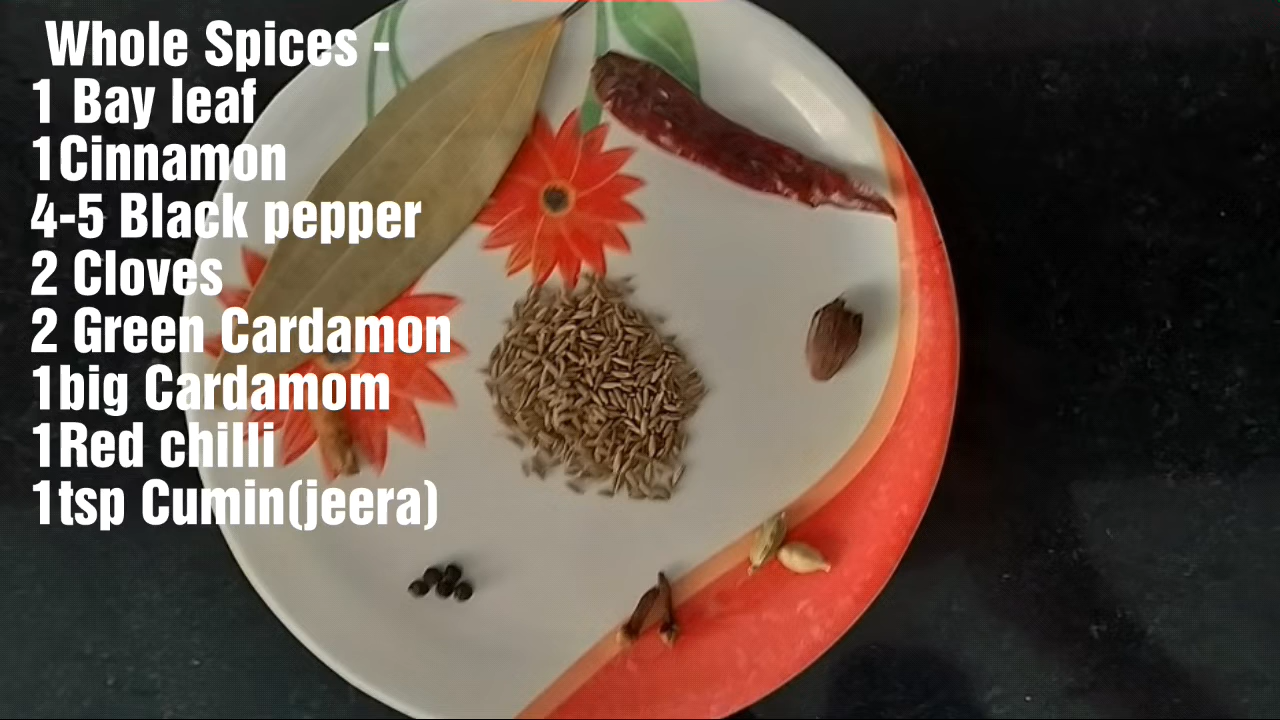 Whole Spices -
1 Bay leaf
1Cinnamon
4-5 Black pepper
2 Cloves
2 Green Cardamon
1big Cardamom
1Red chilli
1tsp Cumin(jeera)